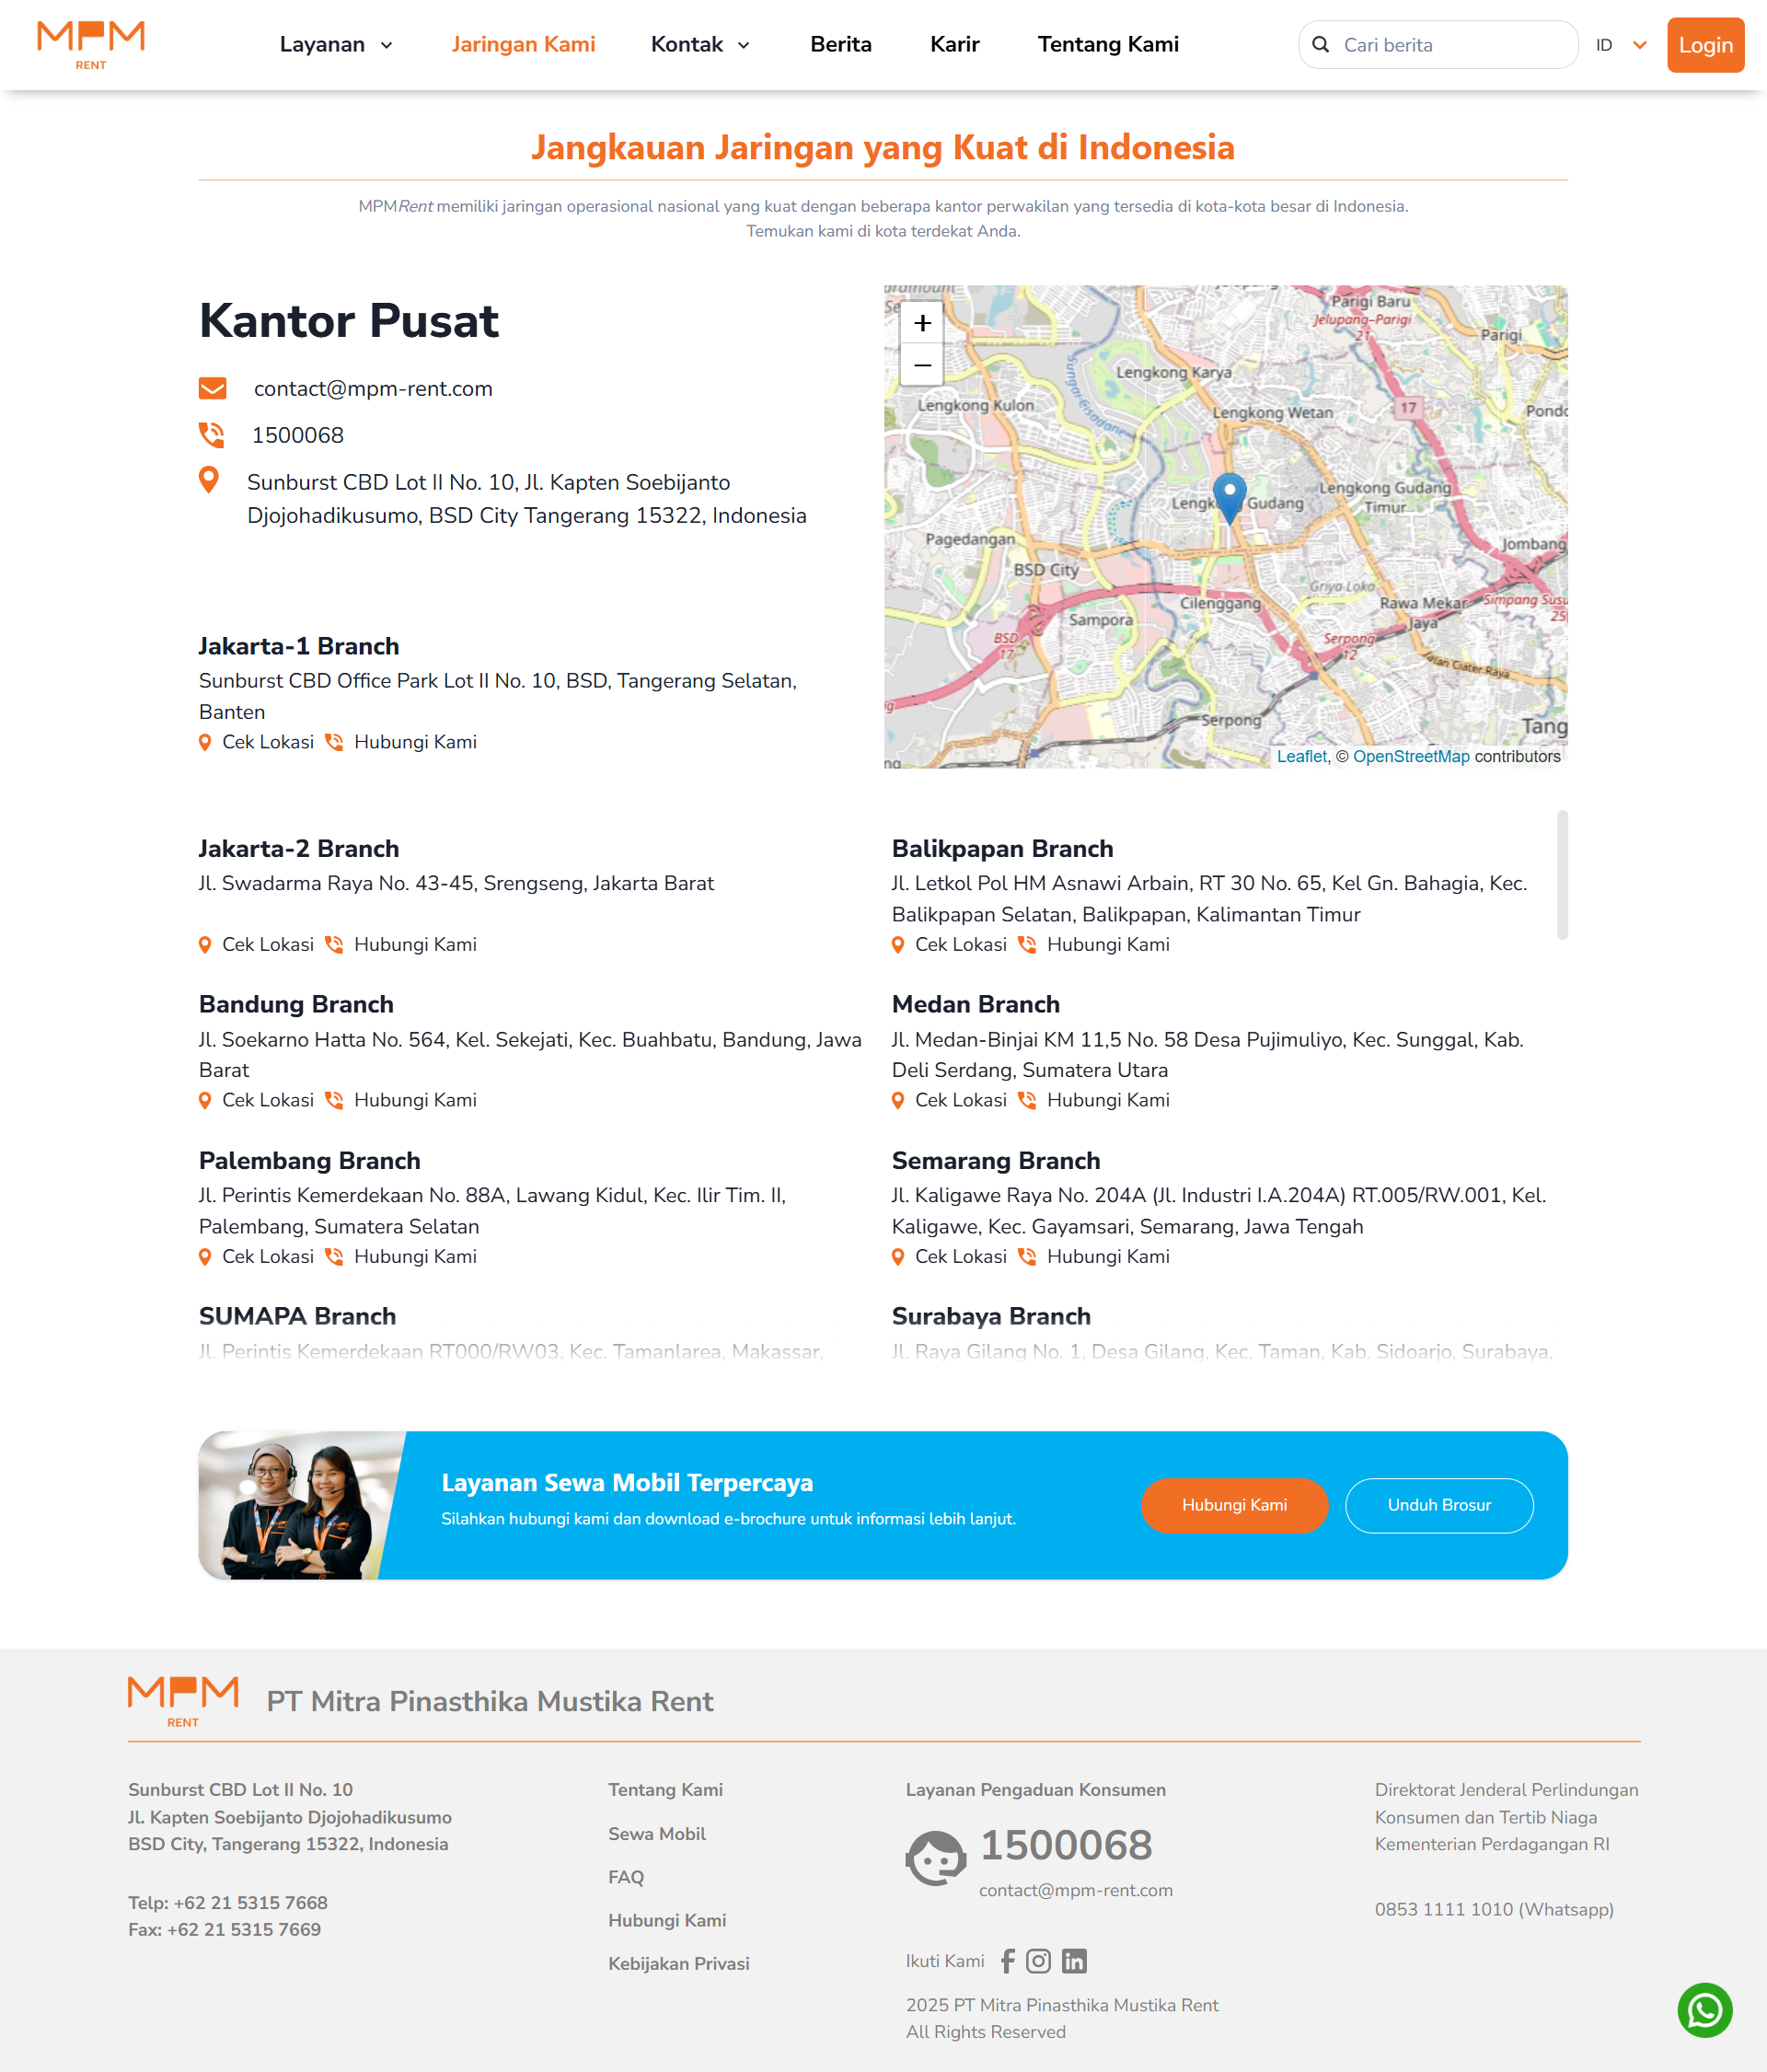 MPM
RENT
Layanan
Jaringan Kami
Kontak
Berita
Karir
Tentang Kami
Cari berita
ID
Login
Jangkauan Jaringan yang Kuat di Indonesia
MPMRent memiliki jaringan operasional nasional yang kuat dengan beberapa kantor perwakilan yang tersedia di kota-kota besar di Indonesia.
Temukan kami di kota terdekat Anda.
Kantor Pusat
contact@mpm-rent.com
1500068
Sunburst CBD Lot II No. 10, Jl. Kapten Soebijanto
Djojohadikusumo, BSD City Tangerang 15322, Indonesia
Jakarta-1 Branch
Sunburst CBD Office Park Lot II No. 10, BSD, Tangerang Selatan,
Banten
Cek Lokasi Hubungi Kami
+
−
Parigi Baru
Jelupang–Parigi
21
Parigi
Lengkong Karya
Sungai Cisadane
Lengkong Kulon
Lengkong Wetan
17
Lengkong Gudang
Lengkong Gudang
Timur
Pagedangan
Jombang
BSD City
Griya Loka
Cilenggang
Rawa Mekar
Jaya
Simpang Susu
25
Sampora
BSD
17
Serpong
12
Jalan Ciater Raya
Serpong
Tang
Leaflet, © OpenStreetMap contributors
Jakarta-2 Branch
Jl. Swadarma Raya No. 43-45, Srengseng, Jakarta Barat
Cek Lokasi Hubungi Kami
Balikpapan Branch
Jl. Letkol Pol HM Asnawi Arbain, RT 30 No. 65, Kel Gn. Bahagia, Kec.
Balikpapan Selatan, Balikpapan, Kalimantan Timur
Cek Lokasi Hubungi Kami
Bandung Branch
Jl. Soekarno Hatta No. 564, Kel. Sekejati, Kec. Buahbatu, Bandung, Jawa
Barat
Cek Lokasi Hubungi Kami
Medan Branch
Jl. Medan-Binjai KM 11,5 No. 58 Desa Pujimuliyo, Kec. Sunggal, Kab.
Deli Serdang, Sumatera Utara
Cek Lokasi Hubungi Kami
Palembang Branch
Jl. Perintis Kemerdekaan No. 88A, Lawang Kidul, Kec. Ilir Tim. II,
Palembang, Sumatera Selatan
Cek Lokasi Hubungi Kami
Semarang Branch
Jl. Kaligawe Raya No. 204A (Jl. Industri I.A.204A) RT.005/RW.001, Kel.
Kaligawe, Kec. Gayamsari, Semarang, Jawa Tengah
Cek Lokasi Hubungi Kami
SUMAPA Branch
Jl. Perintis Kemerdekaan RT000/RW03, Kec. Tamanlarea, Makassar,
Surabaya Branch
Jl. Raya Gilang No. 1, Desa Gilang, Kec. Taman, Kab. Sidoarjo, Surabaya,
Layanan Sewa Mobil Terpercaya
Silahkan hubungi kami dan download e-brochure untuk informasi lebih lanjut.
Hubungi Kami
Unduh Brosur
MPM
RENT
PT Mitra Pinasthika Mustika Rent
Sunburst CBD Lot II No. 10
Jl. Kapten Soebijanto Djojohadikusumo
BSD City, Tangerang 15322, Indonesia
Telp: +62 21 5315 7668
Fax: +62 21 5315 7669
Tentang Kami
Sewa Mobil
FAQ
Hubungi Kami
Kebijakan Privasi
Layanan Pengaduan Konsumen
1500068
contact@mpm-rent.com
Ikuti Kami
2025 PT Mitra Pinasthika Mustika Rent
All Rights Reserved
Direktorat Jenderal Perlindungan
Konsumen dan Tertib Niaga
Kementerian Perdagangan RI
0853 1111 1010 (Whatsapp)